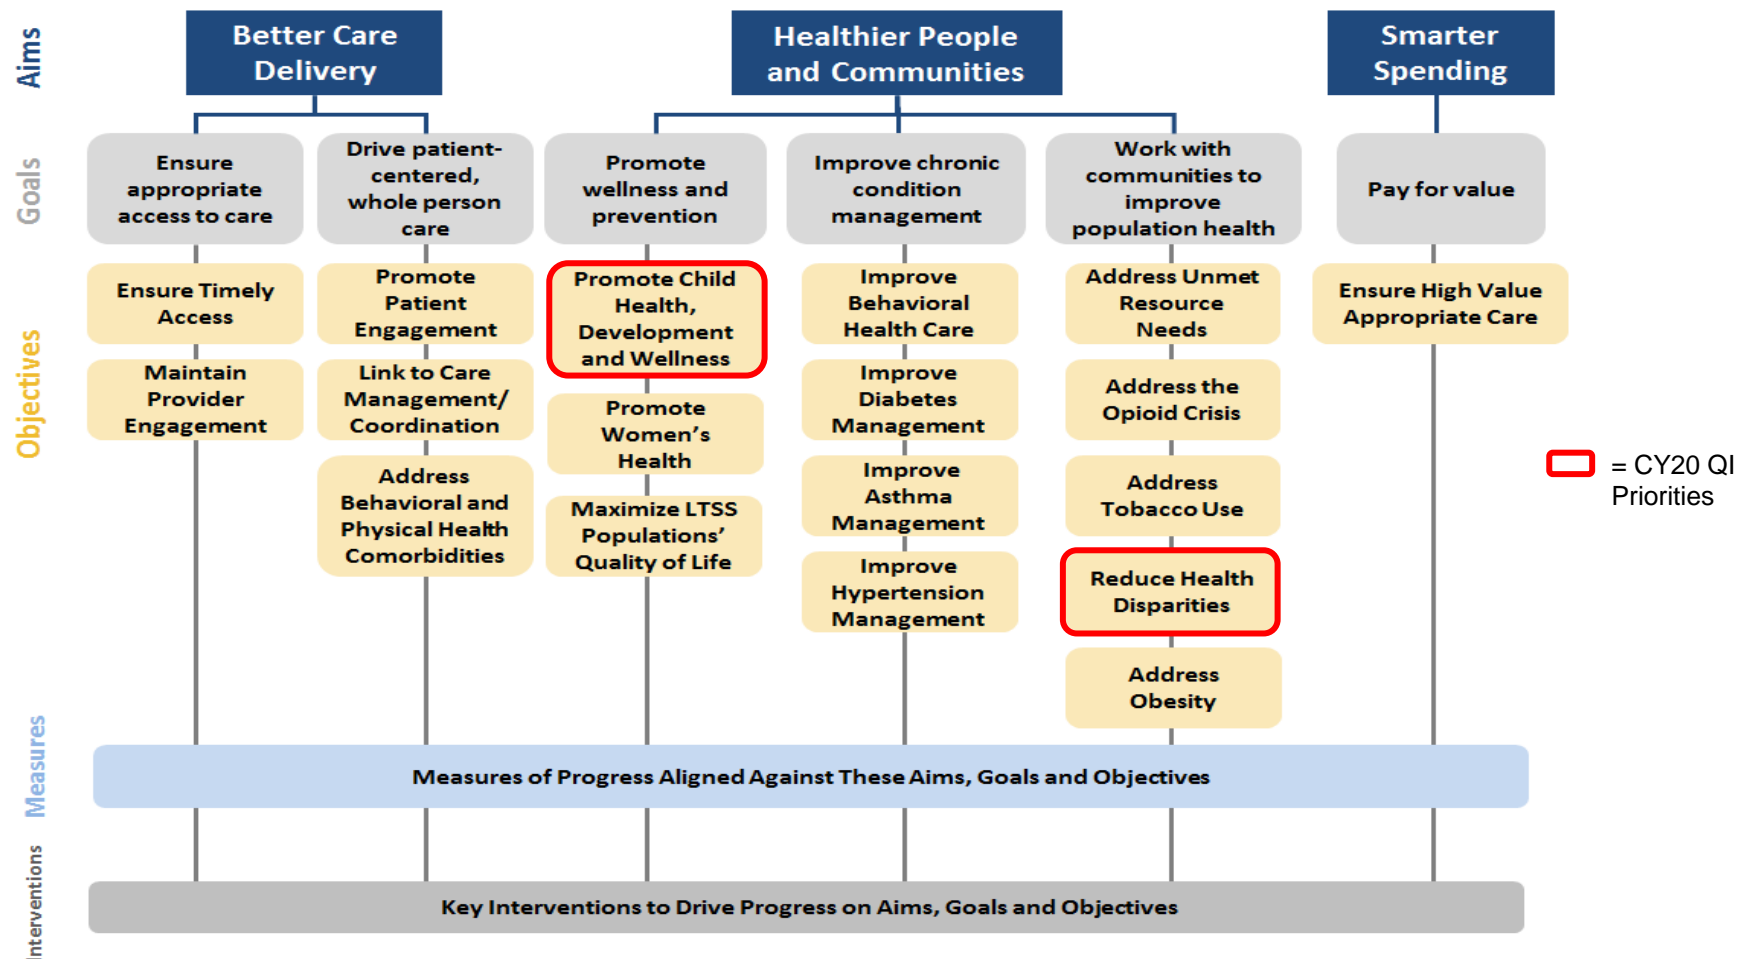 Aims
Better Care
Delivery
Healthier People
and Communities
Smarter
Spending
Goals
Ensure
appropriate
access to care
Drive patient-
centered,
whole person
care
Promote
wellness and
prevention
Improve chronic
condition
management
Work with
communities to
improve
population health
Pay for value
Objectives
Ensure Timely
Access
Maintain
Provider
Engagement
Promote
Patient
Engagement
Link to Care
Management/
Coordination
Address
Behavioral and
Physical Health
Comorbidities
Promote Child
Health,
Development
and Wellness
Promote
Women’s
Health
Maximize LTSS
Populations’
Quality of Life
Improve
Behavioral
Health Care
Improve
Diabetes
Management
Improve
Asthma
Management
Improve
Hypertension
Management
Address Unmet
Resource
Needs
Address the
Opioid Crisis
Address
Tobacco Use
Reduce Health
Disparities
Address
Obesity
Ensure High Value
Appropriate Care
= CY20 QI
Priorities
Measures
Measures of Progress Aligned Against These Aims, Goals and Objectives
Interventions
Key Interventions to Drive Progress on Aims, Goals and Objectives